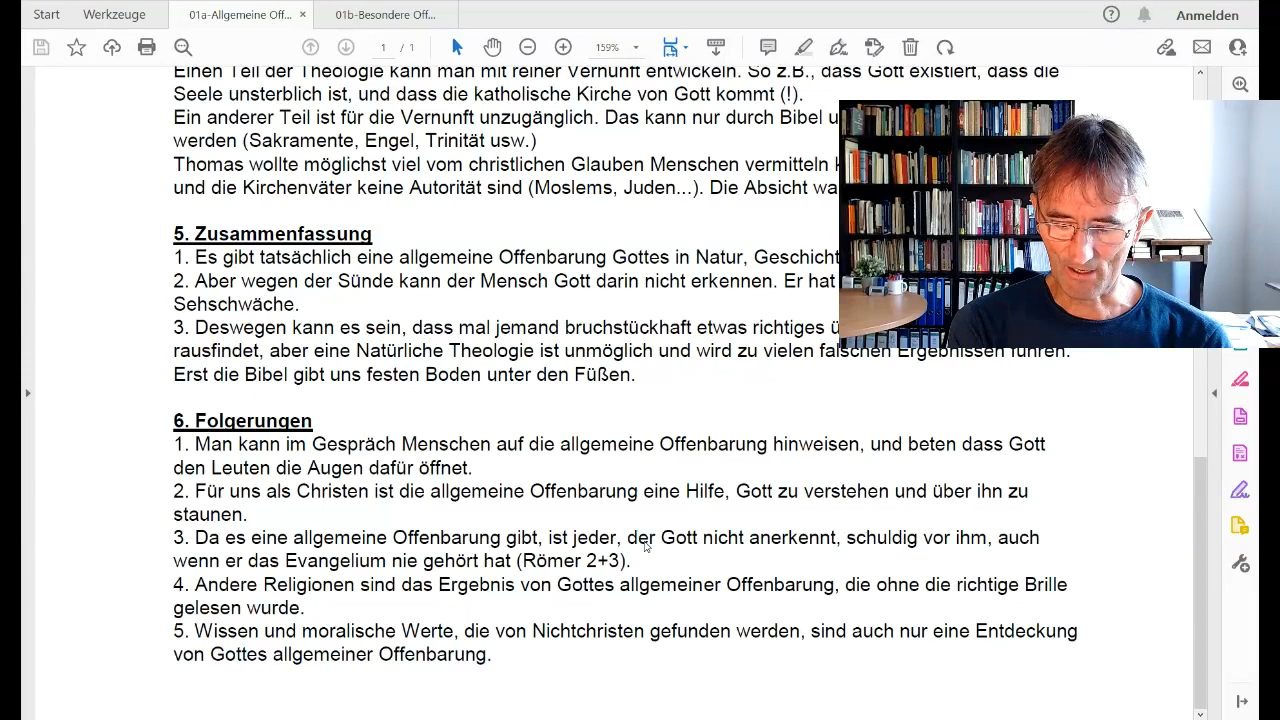 Start Werkzeuge 01a-Allgemeine Off... × 01b-Besondere Off... Anmelden
1 / 1 159%
Einen Teil der Theologie kann man mit reiner Vernunft entwickeln. So z.B., dass Gott existiert, dass die
Seele unsterblich ist, und dass die katholische Kirche von Gott kommt (!).
Ein anderer Teil ist für die Vernunft unzugänglich. Das kann nur durch Bibel
werden (Sakramente, Engel, Trinität usw.)
Thomas wollte möglichst viel vom christlichen Glauben Menschen vermitteln
und die Kirchenväter keine Autorität sind (Moslems, Juden...). Die Absicht
5. Zusammenfassung
1. Es gibt tatsächlich eine allgemeine Offenbarung Gottes in Natur,
2. Aber wegen der Sünde kann der Mensch Gott darin nicht erkennen. Er hat
Sehschwäche.
3. Deswegen kann es sein, dass mal jemand bruchstückhaft etwas richtiges
rausfindet, aber eine Natürliche Theologie ist unmöglich und wird zu vielen falschen Ergebnissen führen.
Erst die Bibel gibt uns festen Boden unter den Füßen.
6. Folgerungen
1. Man kann im Gespräch Menschen auf die allgemeine Offenbarung hinweisen, und beten dass Gott
den Leuten die Augen dafür öffnet.
2. Für uns als Christen ist die allgemeine Offenbarung eine Hilfe, Gott zu verstehen und über ihn zu
staunen.
3. Da es eine allgemeine Offenbarung gibt, ist jeder, der Gott nicht anerkennt, schuldig vor ihm, auch
wenn er das Evangelium nie gehört hat (Römer 2+3).
4. Andere Religionen sind das Ergebnis von Gottes allgemeiner Offenbarung, die ohne die richtige Brille
gelesen wurde.
5. Wissen und moralische Werte, die von Nichtchristen gefunden werden, sind auch nur eine Entdeckung
von Gottes allgemeiner Offenbarung.